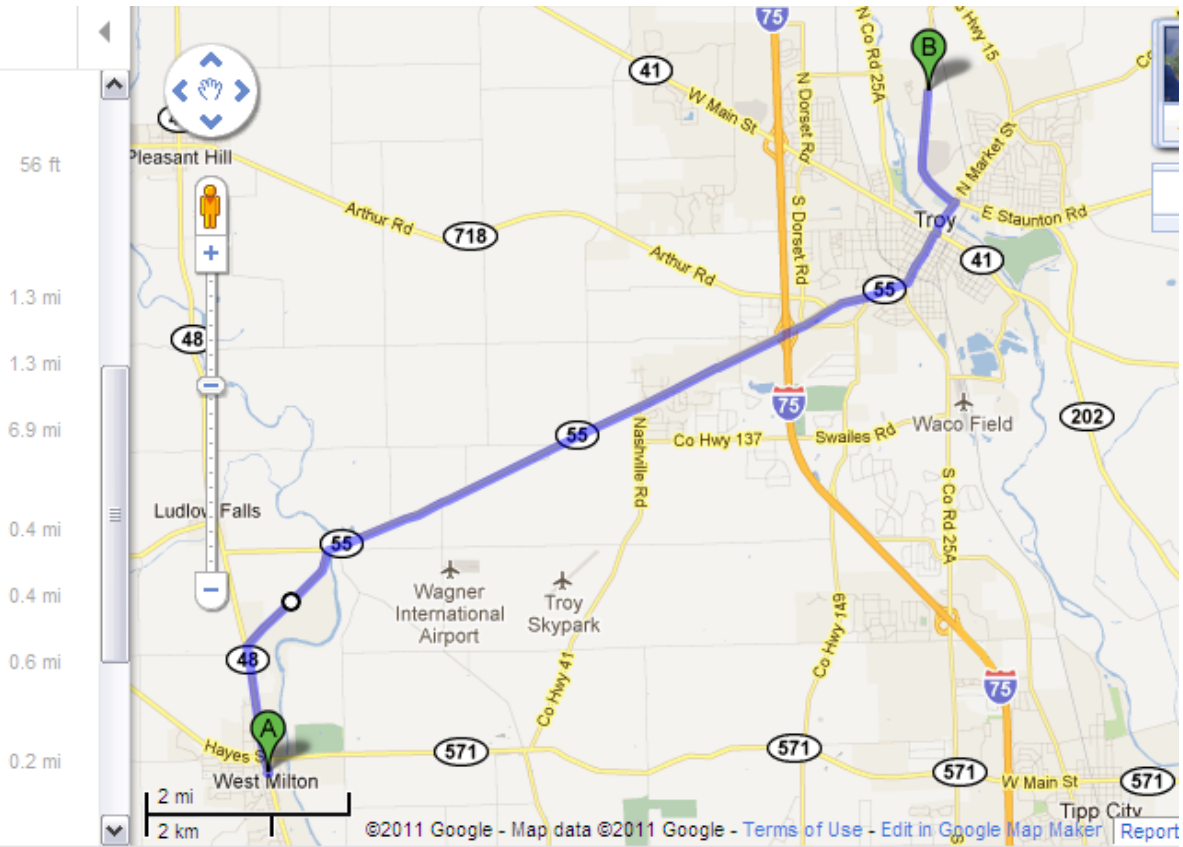 56 ft
1.3 mi
1.3 mi
6.9 mi
0.4 mi
0.4 mi
0.6 mi
0.2 mi
75
B
N Co Rd 25A
Co Hwy 15
41
W Main St
N Dorset Rd
N Market St
Pleasant Hill
Arthur Rd
718
S Dorset Rd
Troy
E Staunton Rd
Arthur Rd
41
55
48
75
Waco Field
202
55
Nashville Rd
Co Hwy 137
Swailes Rd
Ludlow Falls
S Co Rd 25A
55
Wagner
International
Airport
Troy
Skypark
Co Hwy 149
48
75
Co Hwy 41
A
Hayes S
571
571
571
571
West Milton
W Main St
Tipp City
2 mi
2 km
©2011 Google - Map data ©2011 Google - Terms of Use - Edit in Google Map Maker
Report